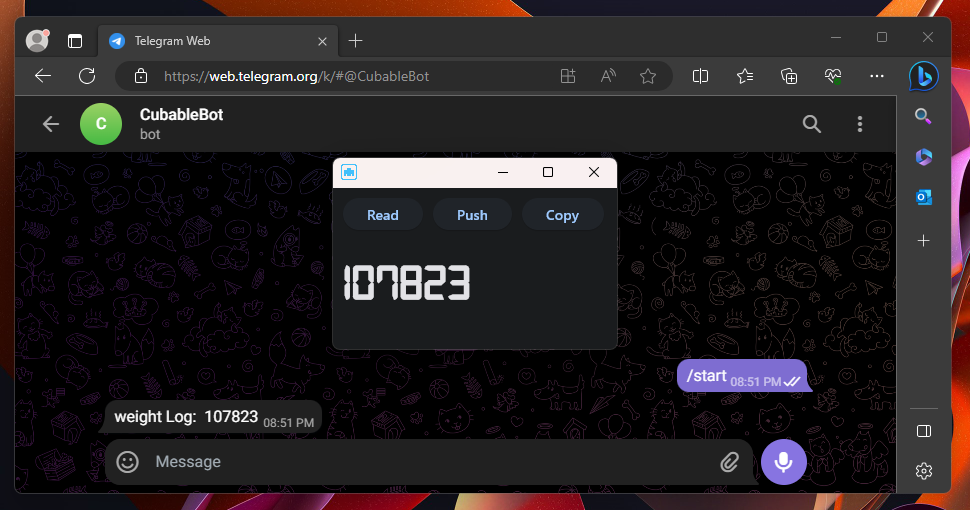 Telegram Web
https://web.telegram.org/k/#@CubableBot
C
CubableBot
bot
Read
Push
Copy
107823
/start 08:51 PM
weight Log: 107823 08:51 PM
Message